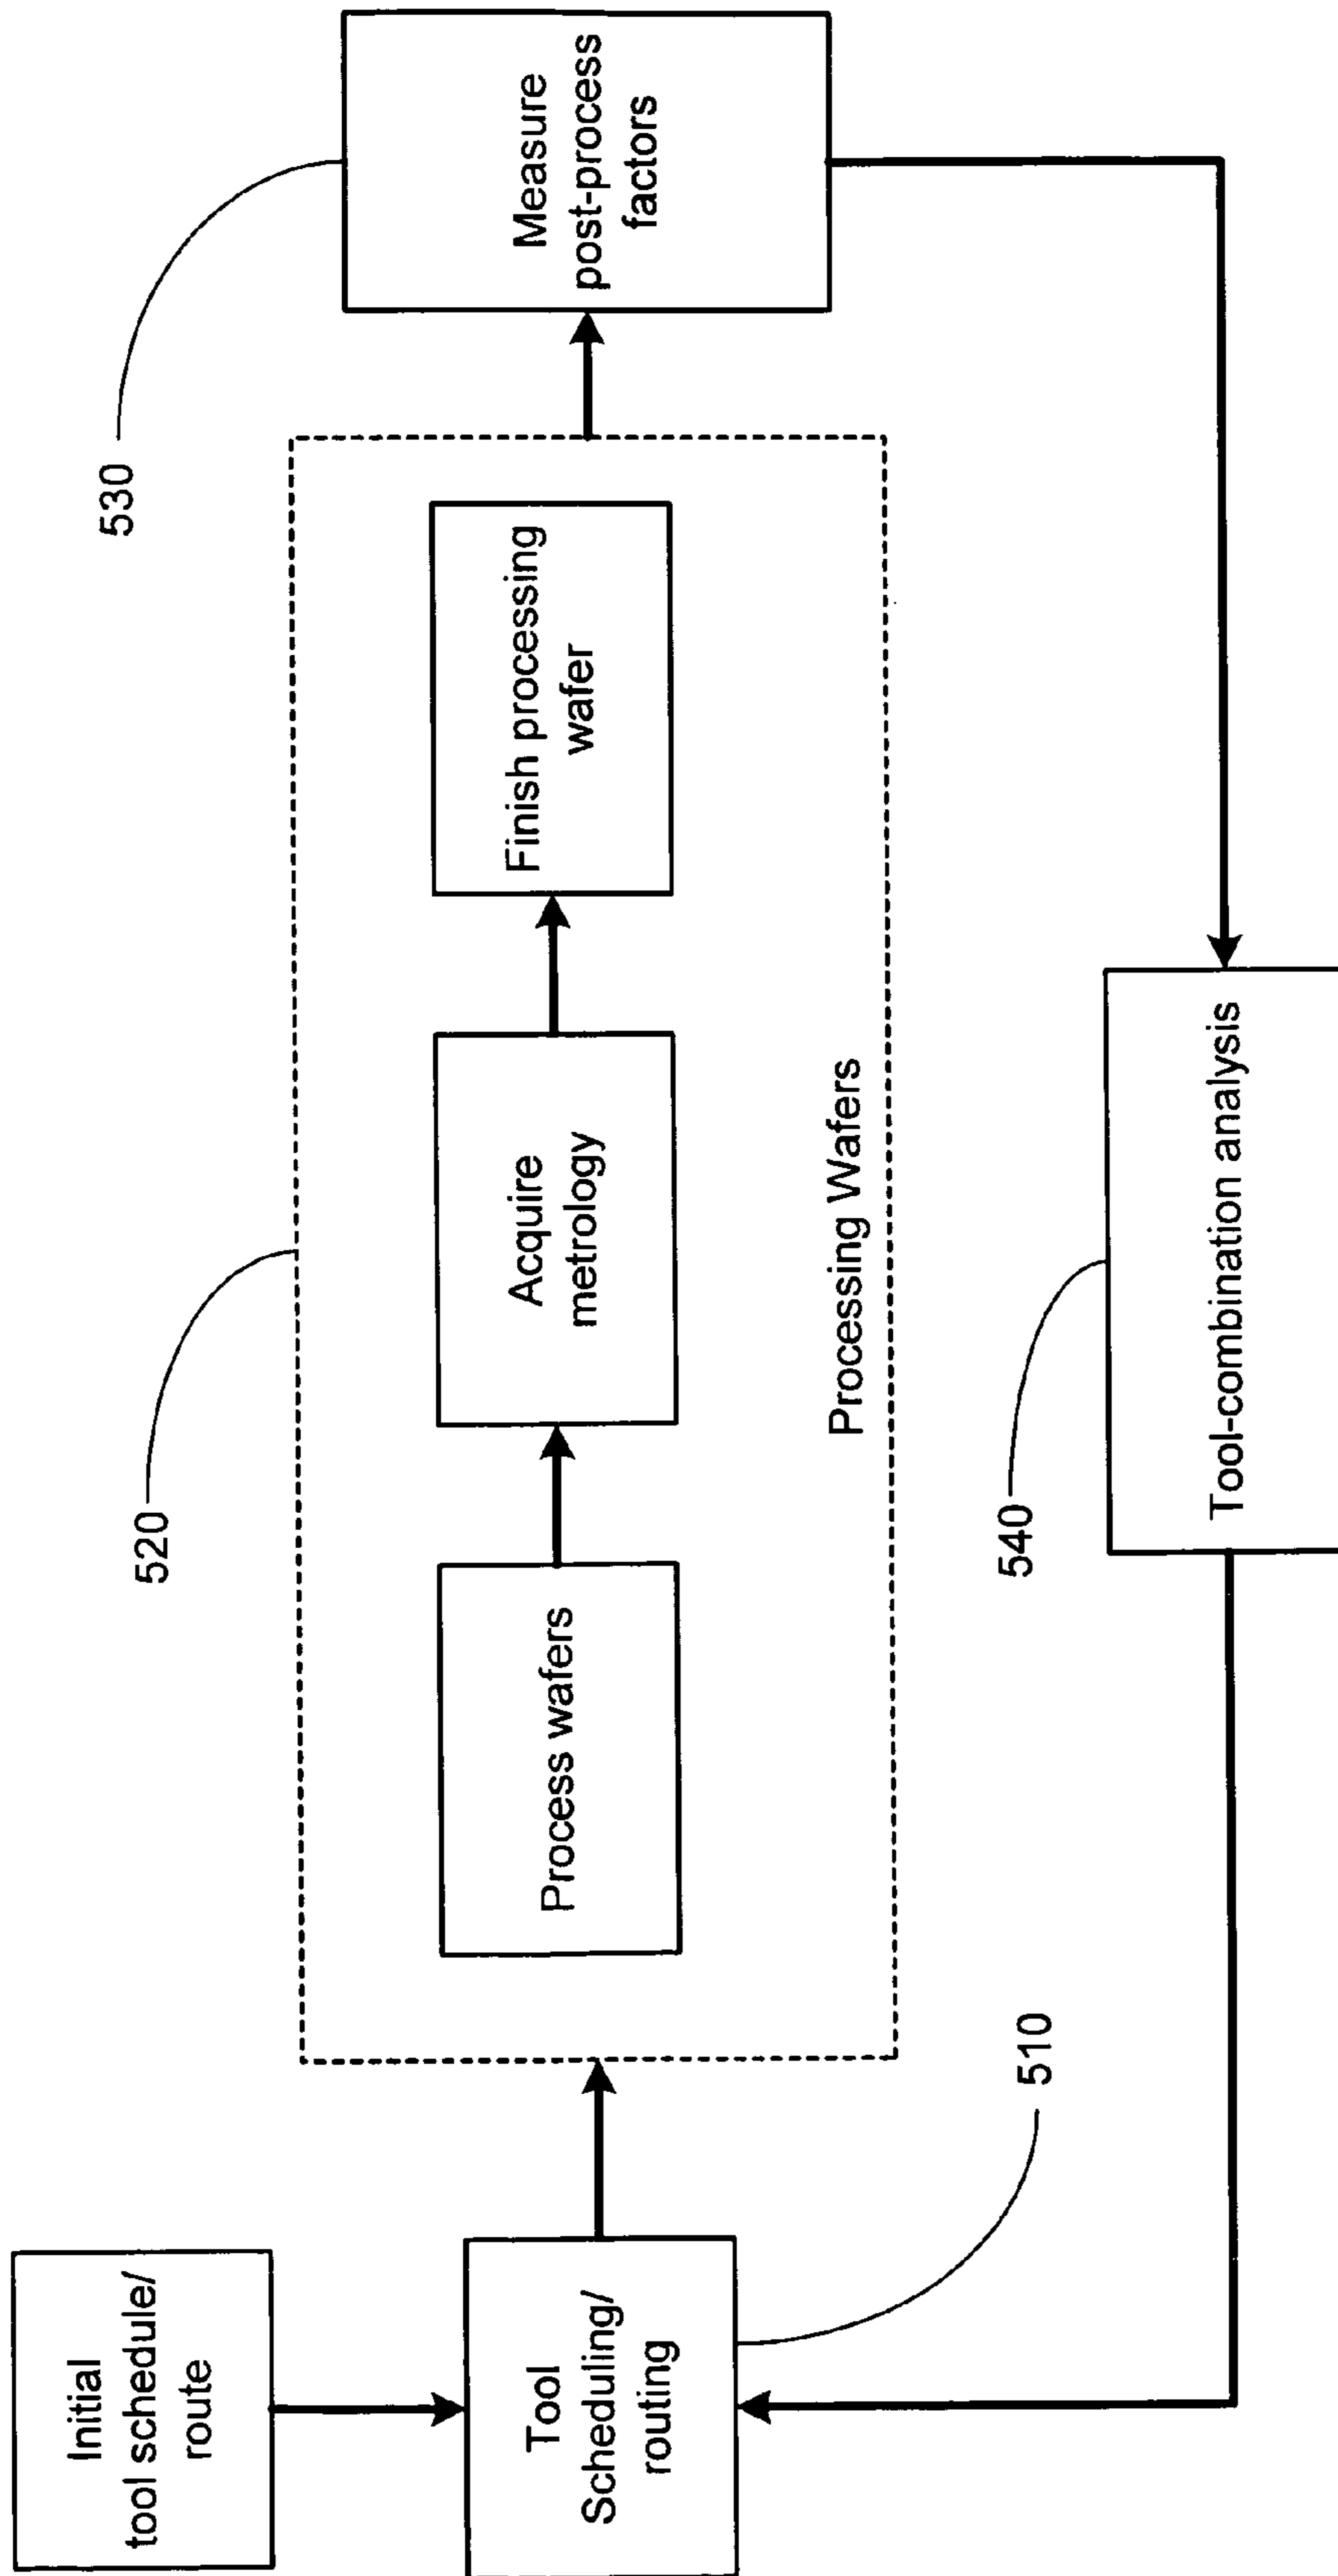 Initial
tool schedule/
route
Tool
Scheduling/
routing
510
520
Process wafers
Acquire
metrology
Finish processing
wafer
Processing Wafers
530
Measure
post-process
factors
540
Tool-combination analysis